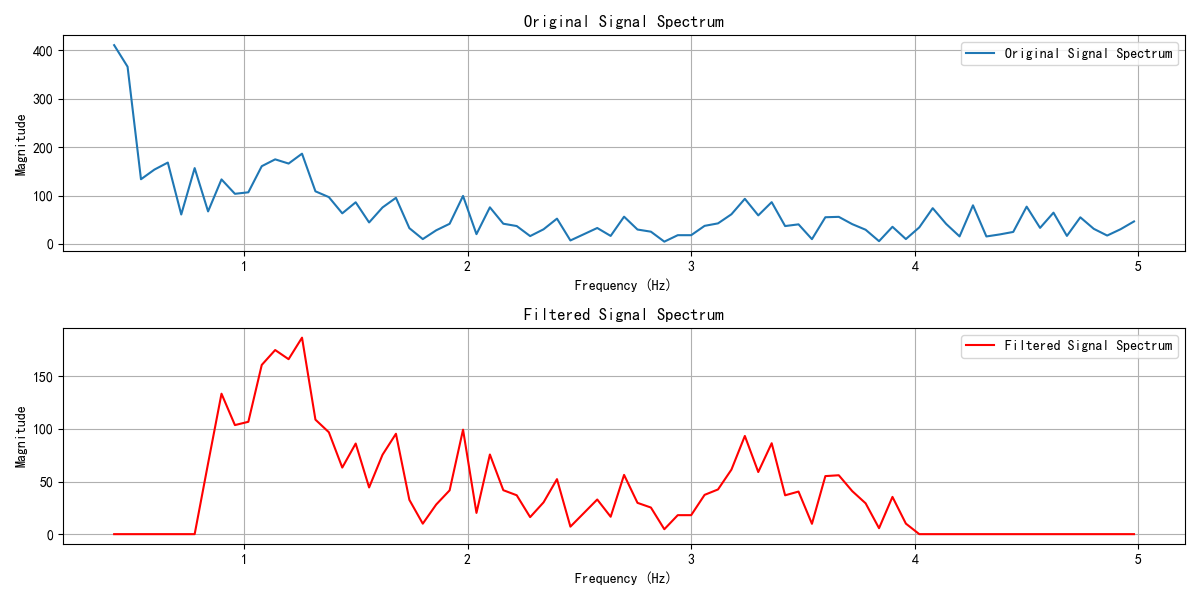 Original Signal Spectrum
400
300
200
100
0
Magnitude
Original Signal Spectrum
1 2 3 4 5
Frequency (Hz)
Filtered Signal Spectrum
150
100
50
0
Magnitude
Filtered Signal Spectrum
1 2 3 4 5
Frequency (Hz)